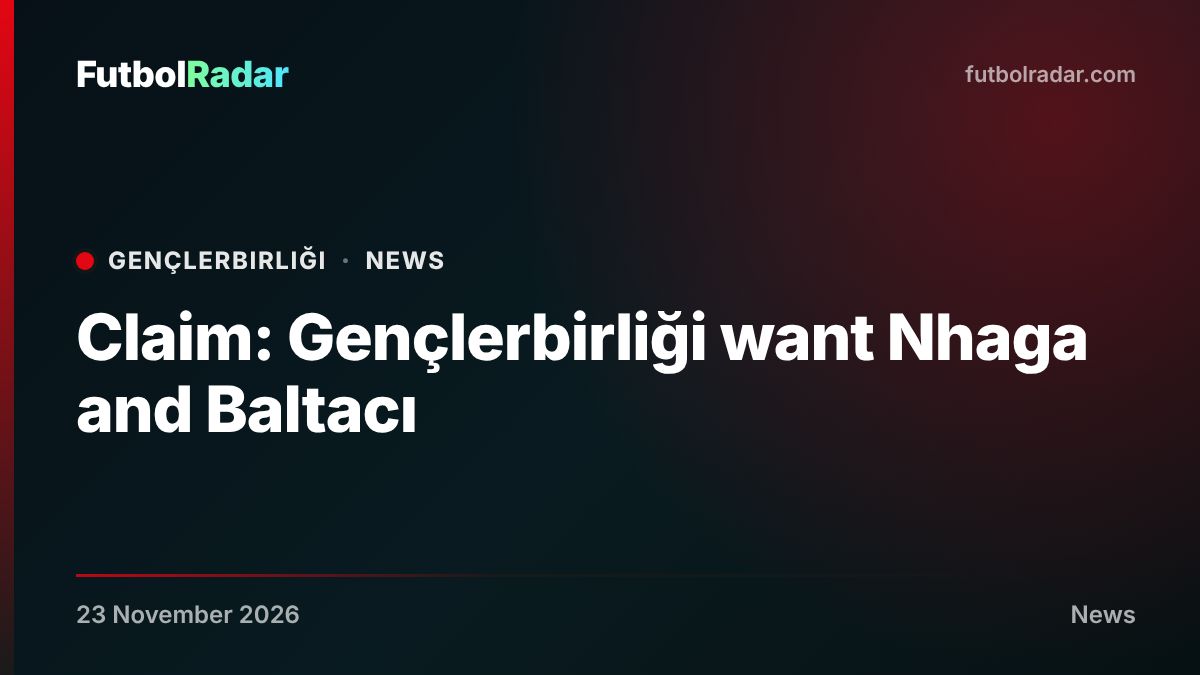 FutbolRadar
futbolradar.com
GENÇLERBIRLIĞI · NEWS
Claim: Gençlerbirliği want Nhaga
and Baltacı
23 November 2026
News